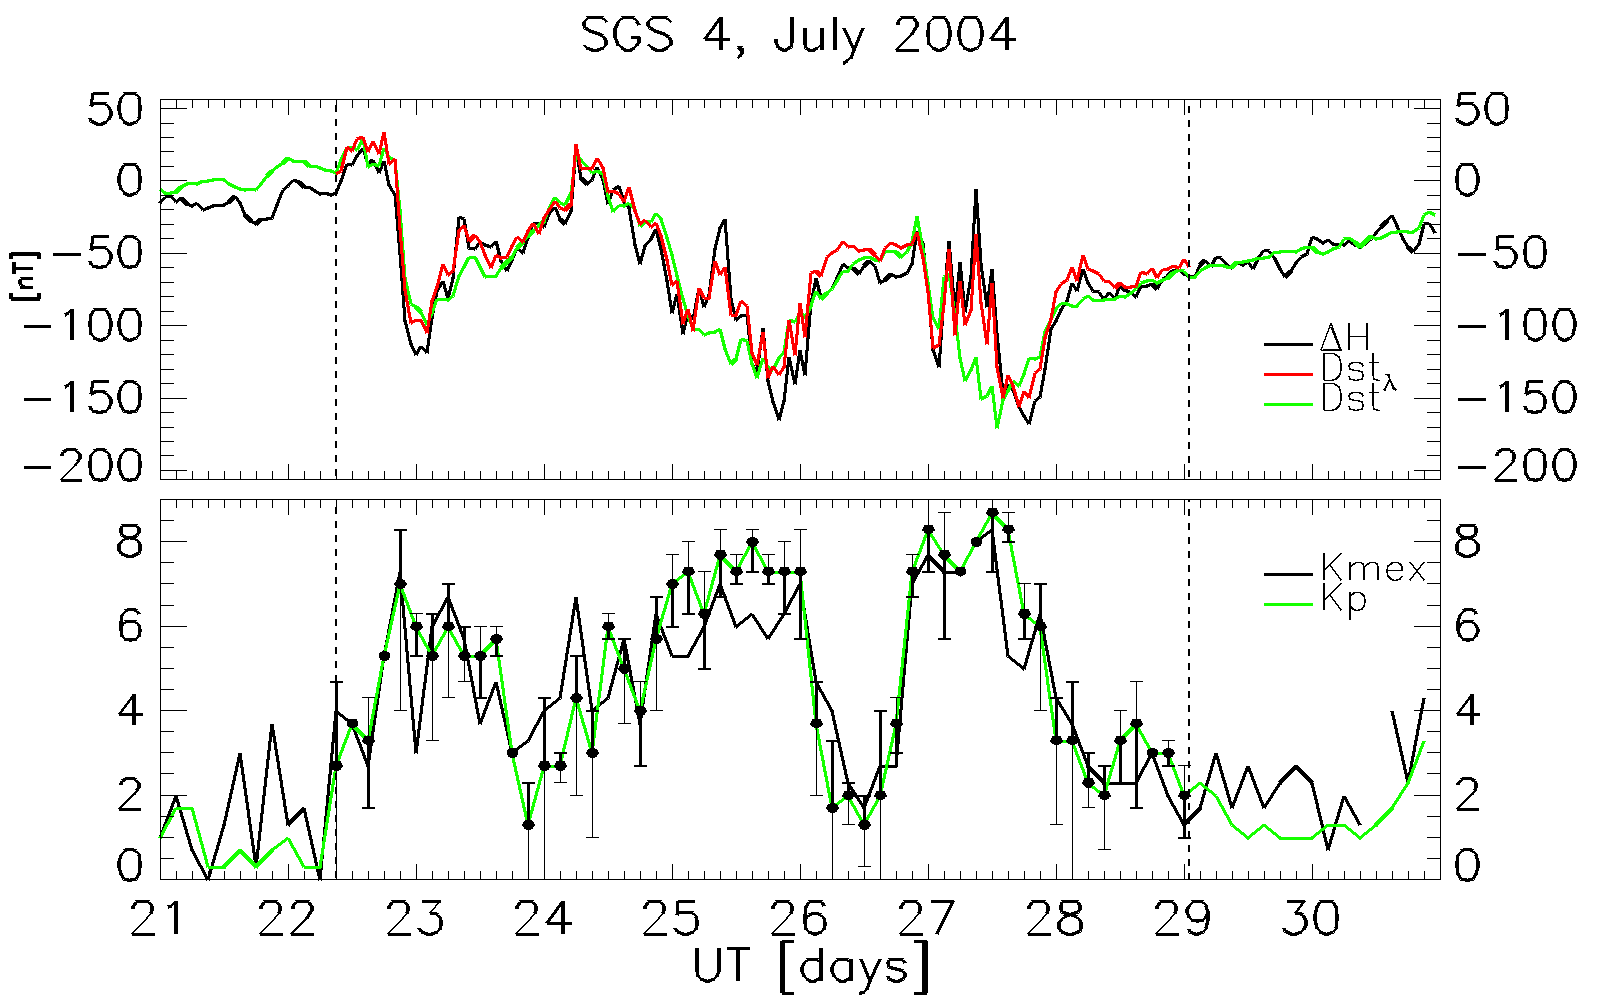 SGS 4, July 2004
50 50
0 0
−50 −50
−100 −100
−150 −150
−200 −200
[nT]
ΔH
Dstλ
Dst
8 8
6 6
4 4
2 2
0 0
Kmex
Kp
21 22 23 24 25 26 27 28 29 30
UT [days]